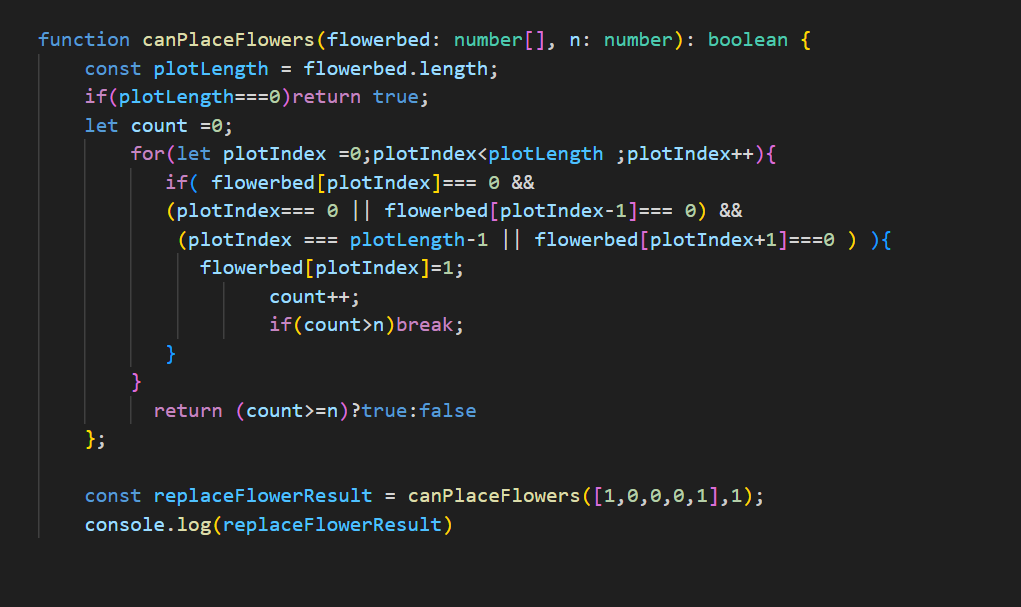 function canPlaceFlowers(flowerbed: number[], n: number): boolean {
const plotLength = flowerbed.length;
if(plotLength===0)return true;
let count =0;
for(let plotIndex =0;plotIndex<plotLength ;plotIndex++){
if( flowerbed[plotIndex]=== 0 &&
(plotIndex=== 0 || flowerbed[plotIndex-1]=== 0) &&
(plotIndex === plotLength-1 || flowerbed[plotIndex+1]===0 ) ){
flowerbed[plotIndex]=1;
count++;
if(count>n)break;
}
}
return (count>=n)?true:false
};
const replaceFlowerResult = canPlaceFlowers([1,0,0,0,1],1);
console.log(replaceFlowerResult)